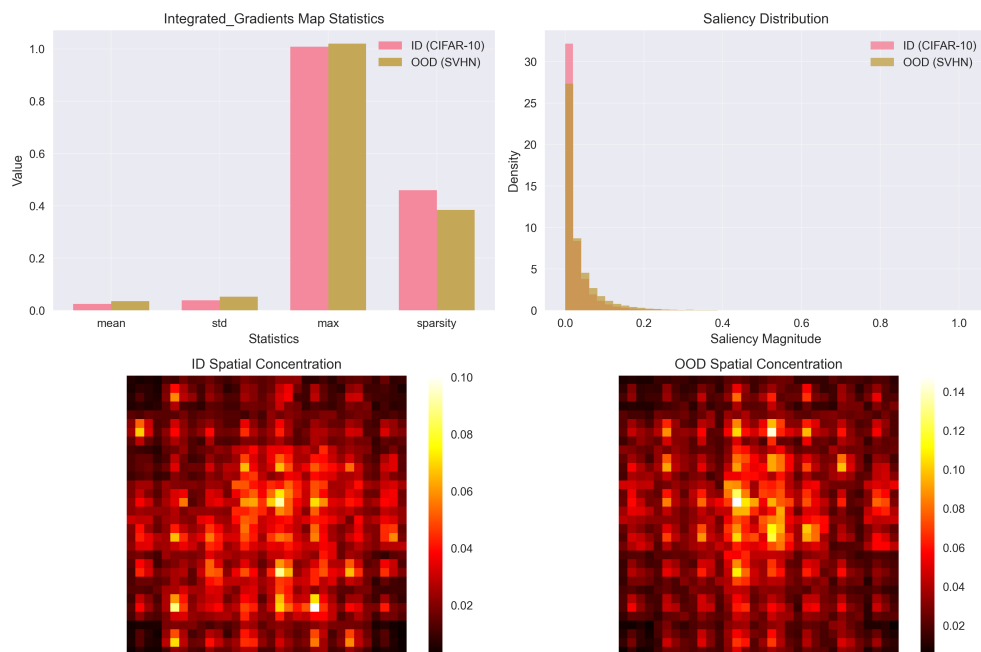 Integrated_Gradients Map Statistics
ID (CIFAR-10)
OOD (SVHN)
1.0
0.8
0.6
0.4
0.2
0.0
Value
mean
std
max
sparsity
Statistics
Saliency Distribution
ID (CIFAR-10)
OOD (SVHN)
30
25
20
15
10
5
0
Density
0.0
0.2
0.4
0.6
0.8
1.0
Saliency Magnitude
ID Spatial Concentration
0.10
0.08
0.06
0.04
0.02
OOD Spatial Concentration
0.14
0.12
0.10
0.08
0.06
0.04
0.02